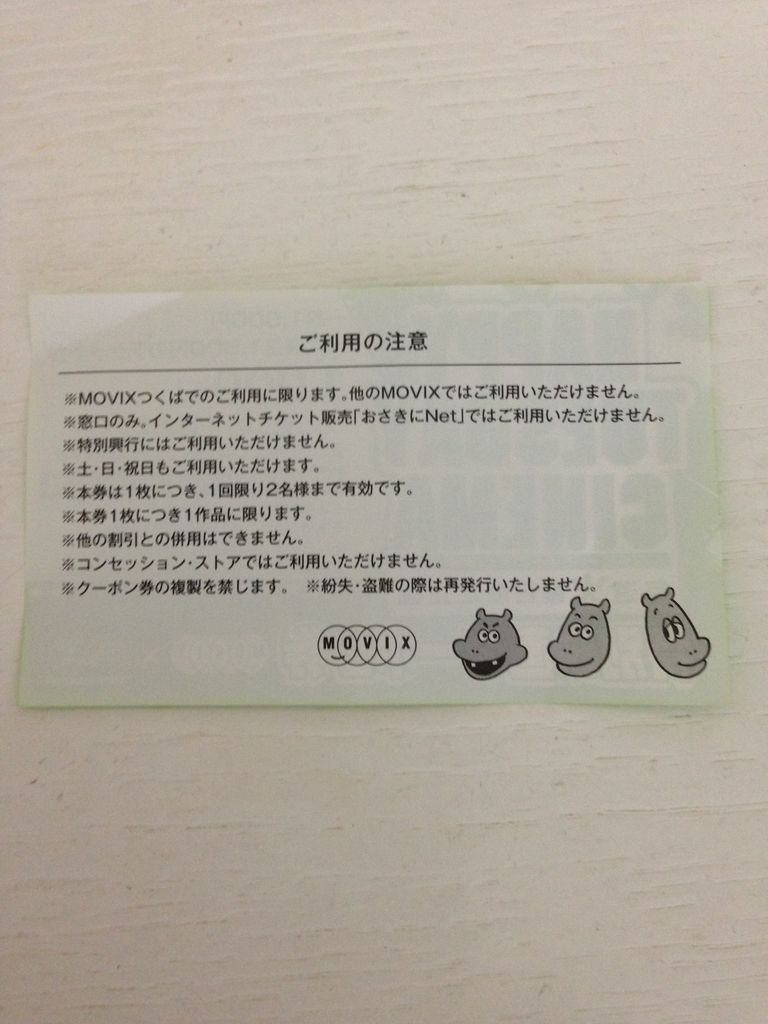 ご利用の注意
※MOVIXつくばでのご利用に限ります。他のMOVIXではご利用いただけません。
※窓口のみ。インターネットチケット販売「おさきにNet」ではご利用いただけません。
※特別興行にはご利用いただけません。
※土・日・祝日もご利用いただけます。
※本券は1枚につき、1回限り2名様まで有効です。
※本券1枚につき1作品に限ります。
※他の割引との併用はできません。
※コンセッション・ストアではご利用いただけません。
※クーポン券の複製を禁じます。 ※紛失・盗難の際は再発行いたしません。
MOVIX